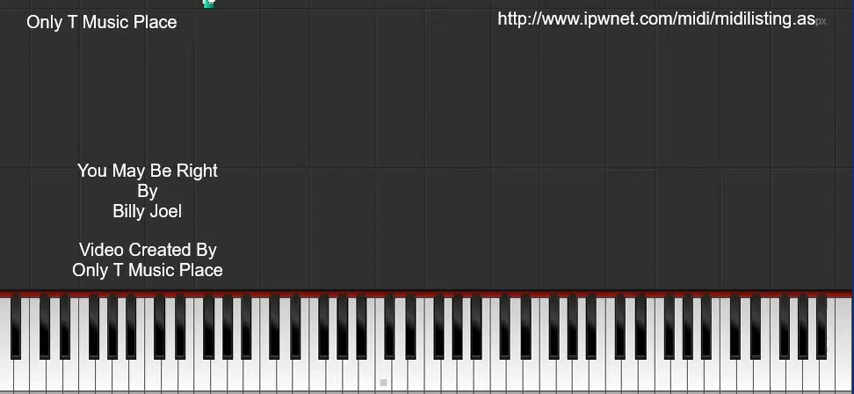 Only T Music Place
http://www.ipwnet.com/midi/midilisting.aspx
You May Be Right
By
Billy Joel
Video Created By
Only T Music Place